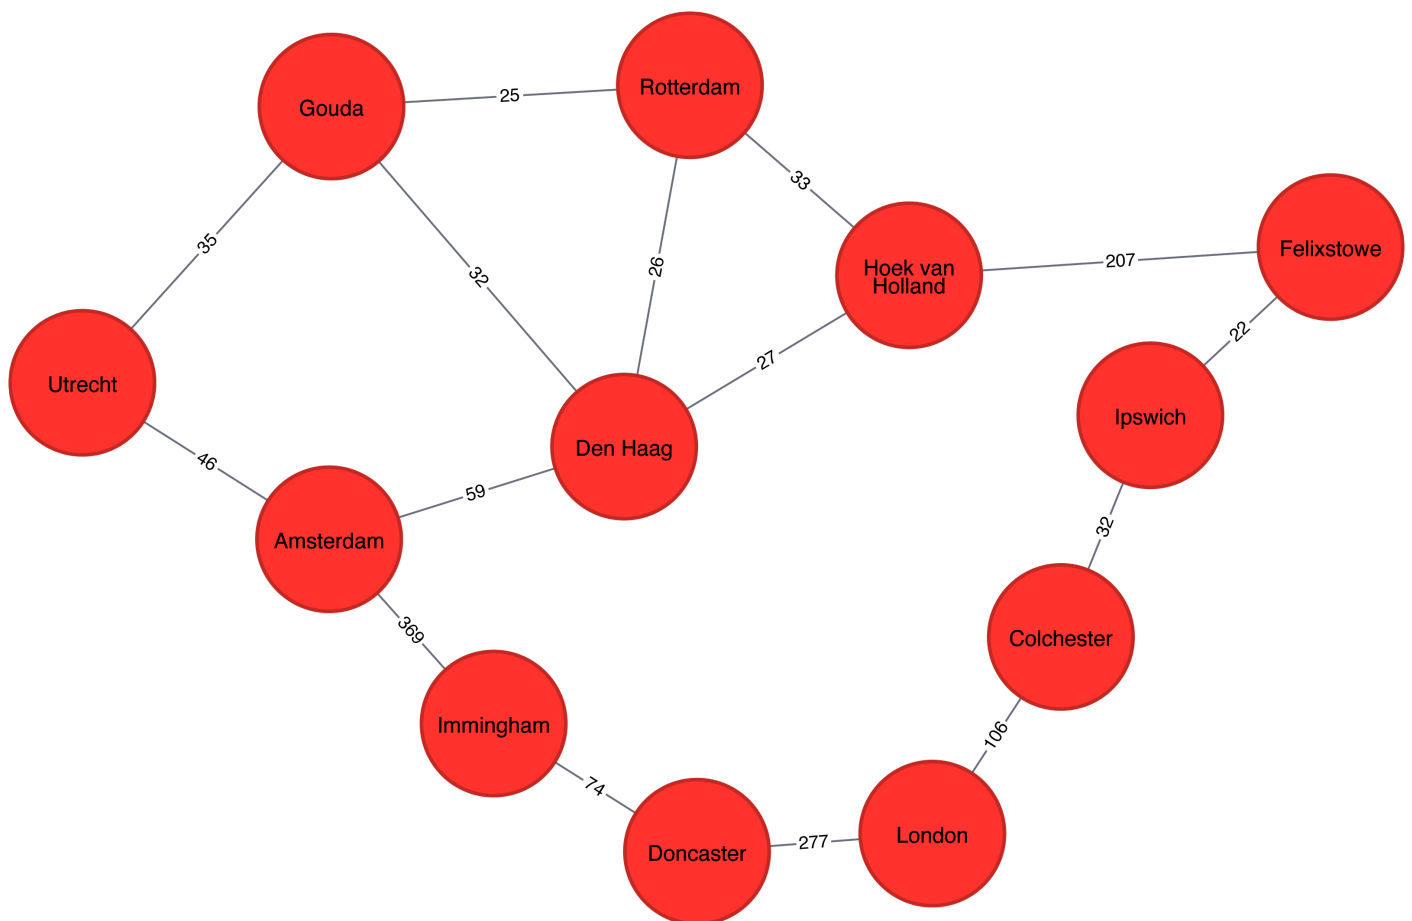 Rotterdam
Gouda
25
33
Felixstowe
35
32
26
Hoek van
Holland
207
22
27
Utrecht
Ipswich
Den Haag
46
59
32
Amsterdam
369
Colchester
Immingham
106
74
London
277
Doncaster